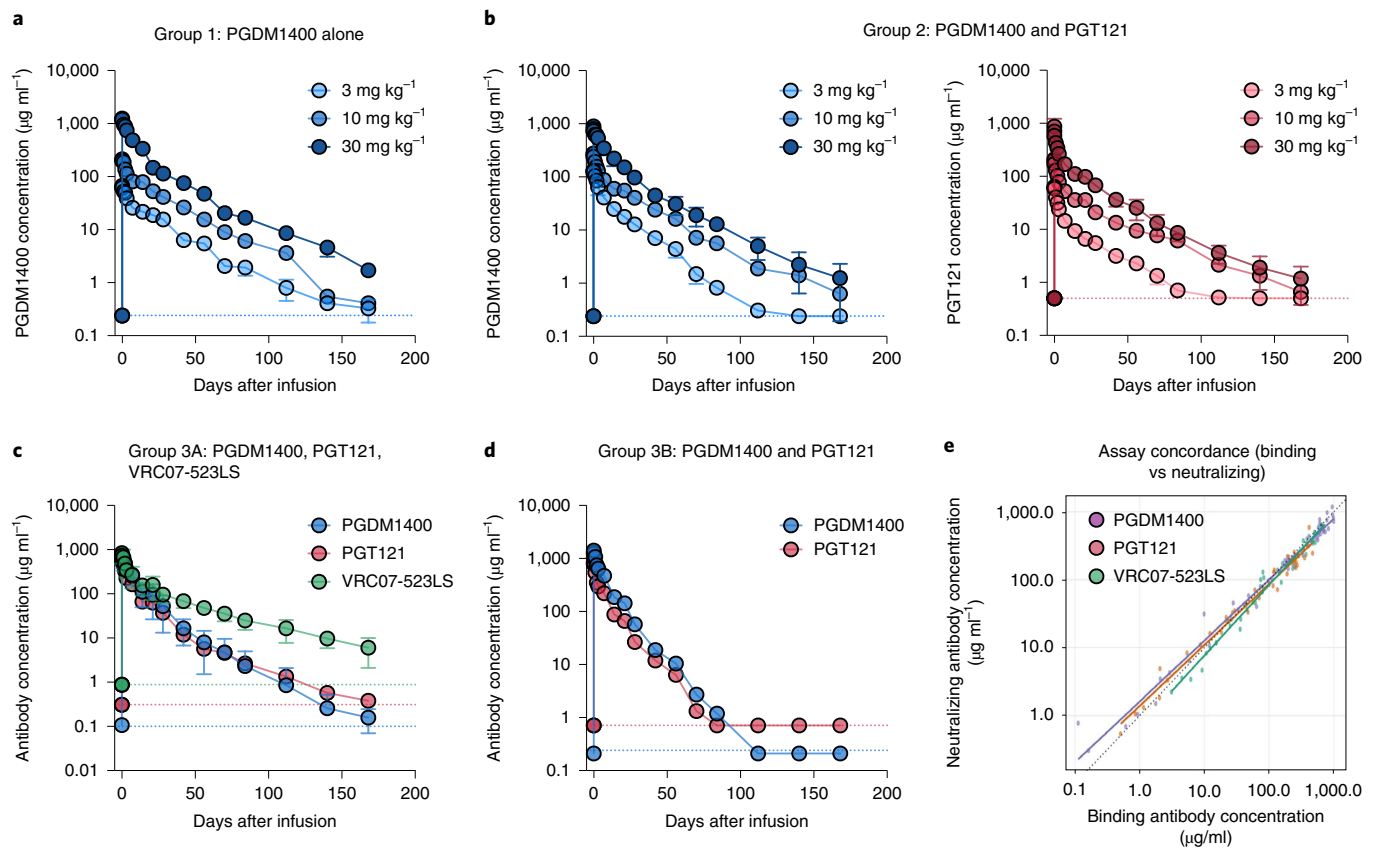 a
Group 1: PGDM1400 alone
PGDM1400 concentration (µg ml⁻¹)
10,000
1,000
100
10
1
0.1
3 mg kg⁻¹
10 mg kg⁻¹
30 mg kg⁻¹
0 50 100 150 200
Days after infusion
b
Group 2: PGDM1400 and PGT121
PGDM1400 concentration (µg ml⁻¹)
10,000
1,000
100
10
1
0.1
3 mg kg⁻¹
10 mg kg⁻¹
30 mg kg⁻¹
0 50 100 150 200
Days after infusion
PGT121 concentration (µg ml⁻¹)
10,000
1,000
100
10
1
0.1
3 mg kg⁻¹
10 mg kg⁻¹
30 mg kg⁻¹
0 50 100 150 200
Days after infusion
c
Group 3A: PGDM1400, PGT121,
VRC07-523LS
Antibody concentration (µg ml⁻¹)
10,000
1,000
100
10
1
0.1
0.01
PGDM1400
PGT121
VRC07-523LS
0 50 100 150 200
Days after infusion
d
Group 3B: PGDM1400 and PGT121
Antibody concentration (µg ml⁻¹)
10,000
1,000
100
10
1
0.1
PGDM1400
PGT121
0 50 100 150 200
Days after infusion
e
Assay concordance (binding
vs neutralizing)
Neutralizing antibody concentration
(µg ml⁻¹)
1,000.0
100.0
10.0
1.0
PGDM1400
PGT121
VRC07-523LS
0.1 1.0 10.0 100.0 1,000.0
Binding antibody concentration
(µg/ml)